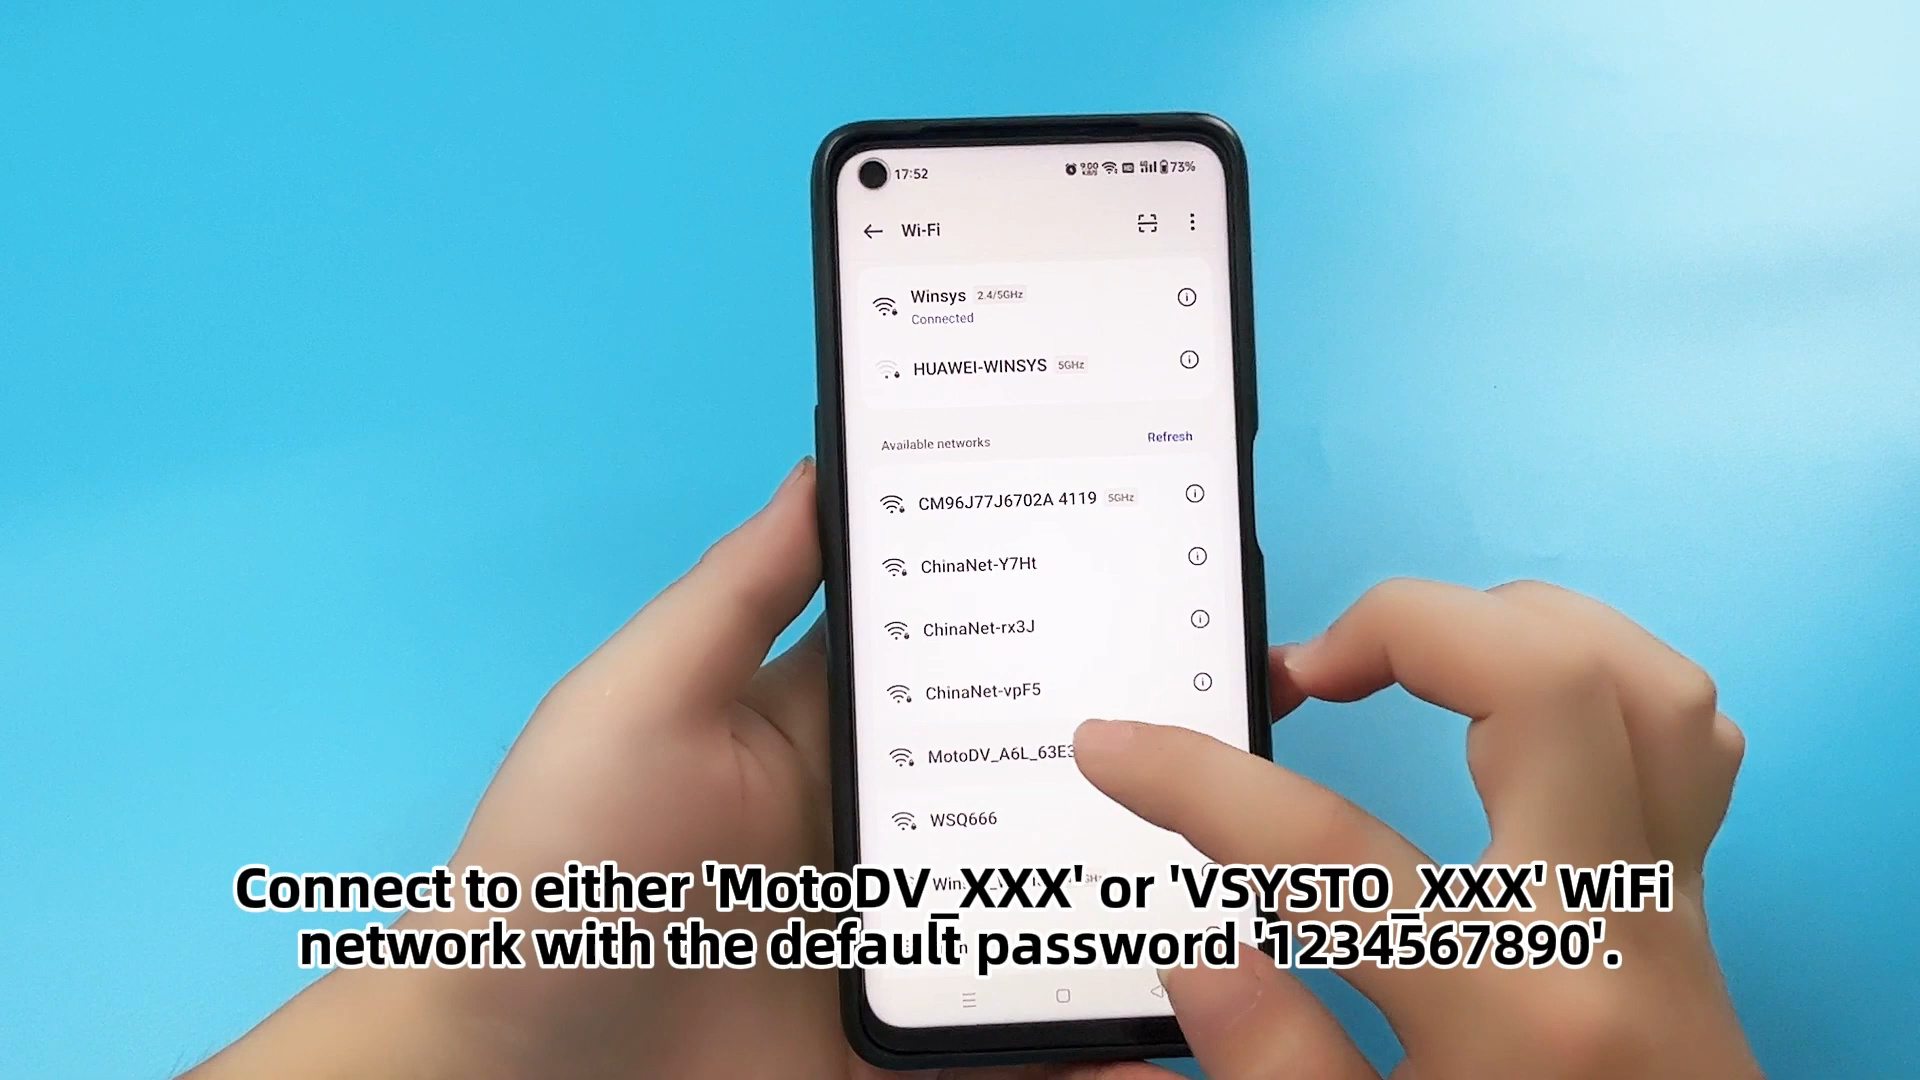 17:52
9.00
73%
Wi-Fi
Winsys 2.4/5GHz
Connected
HUAWEI-WINSYS 5GHz
Available networks Refresh
CM96J77J6702A 4119 5GHz
ChinaNet-Y7Ht
ChinaNet-rx3J
ChinaNet-vpF5
MotoDV_A6L_63E3
WSQ666
Connect to either 'MotoDV_XXX' or 'VSYSTO_XXX' WiFi
network with the default password '1234567890'.